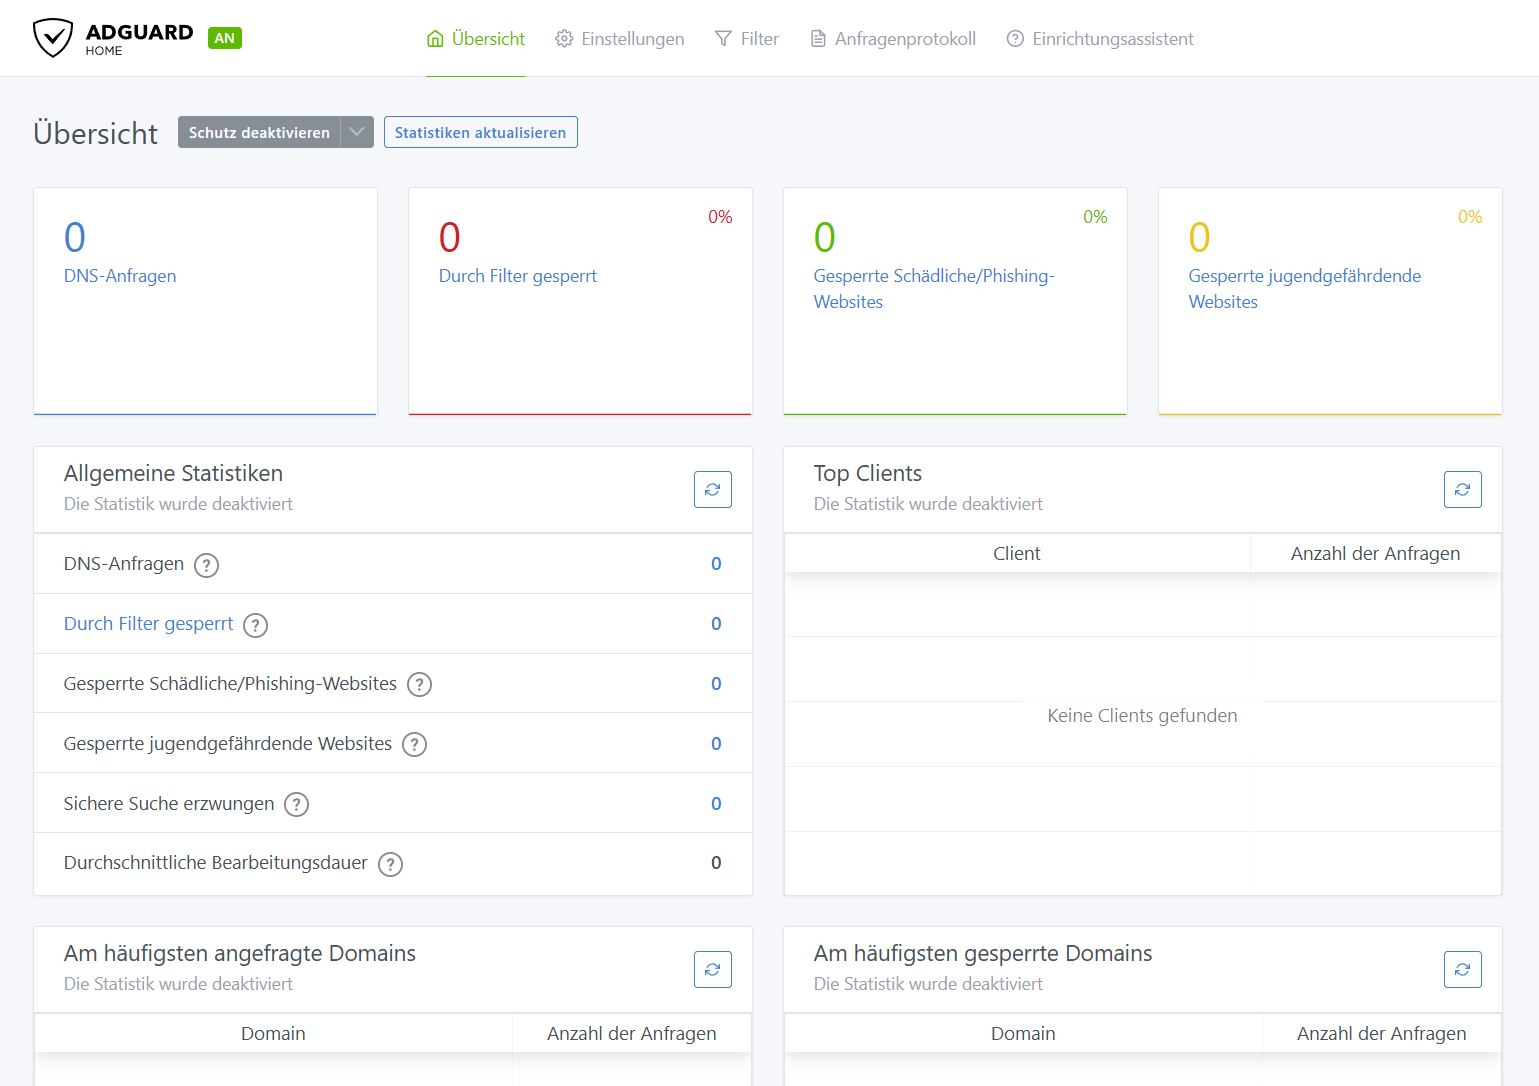 ADGUARD
HOME
AN
Übersicht
Einstellungen
Filter
Anfragenprotokoll
Einrichtungsassistent
Übersicht
Schutz deaktivieren
Statistiken aktualisieren
0
DNS-Anfragen
0%
0
Durch Filter gesperrt
0%
0
Gesperrte Schädliche/Phishing-
Websites
0%
0
Gesperrte jugendgefährdende
Websites
Allgemeine Statistiken
Die Statistik wurde deaktiviert
DNS-Anfragen ? 0
Durch Filter gesperrt ? 0
Gesperrte Schädliche/Phishing-Websites ? 0
Gesperrte jugendgefährdende Websites ? 0
Sichere Suche erzwungen ? 0
Durchschnittliche Bearbeitungsdauer ? 0
Top Clients
Die Statistik wurde deaktiviert
Client Anzahl der Anfragen
Keine Clients gefunden
Am häufigsten angefragte Domains
Die Statistik wurde deaktiviert
Domain Anzahl der Anfragen
Am häufigsten gesperrte Domains
Die Statistik wurde deaktiviert
Domain Anzahl der Anfragen